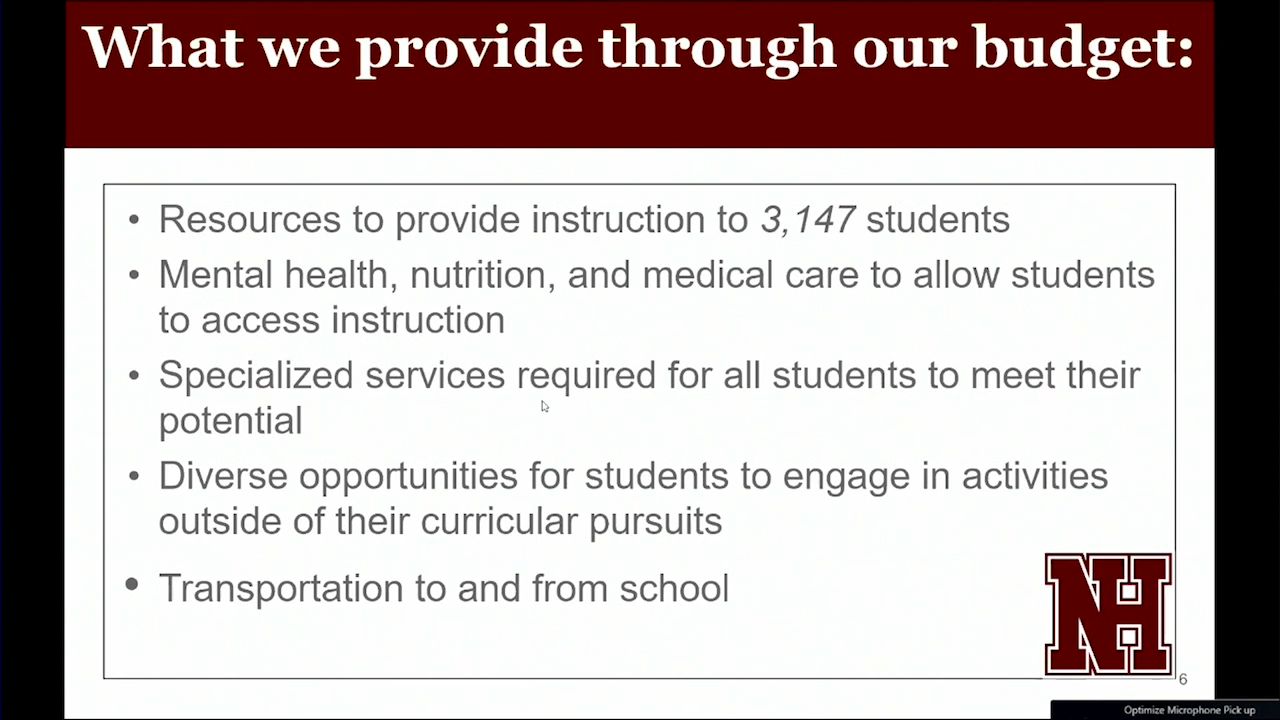 What we provide through our budget:
• Resources to provide instruction to 3,147 students
• Mental health, nutrition, and medical care to allow students
to access instruction
• Specialized services required for all students to meet their
potential
• Diverse opportunities for students to engage in activities
outside of their curricular pursuits
• Transportation to and from school
NH
6
Optimize Microphone Pick up